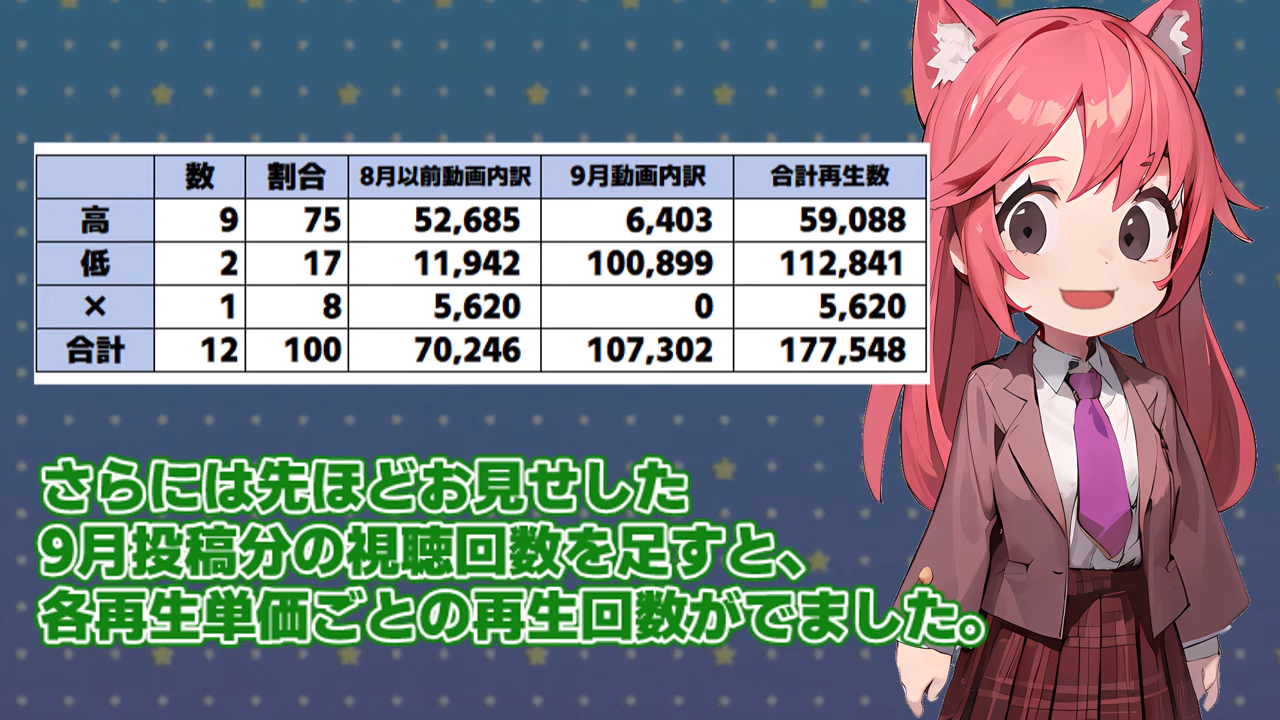 数 割合 8月以前動画内訳 9月動画内訳 合計再生数
高 9 75 52,685 6,403 59,088
低 2 17 11,942 100,899 112,841
× 1 8 5,620 0 5,620
合計 12 100 70,246 107,302 177,548
さらには先ほどお見せした
9月投稿分の視聴回数を足すと、
各再生単価ごとの再生回数がでました。